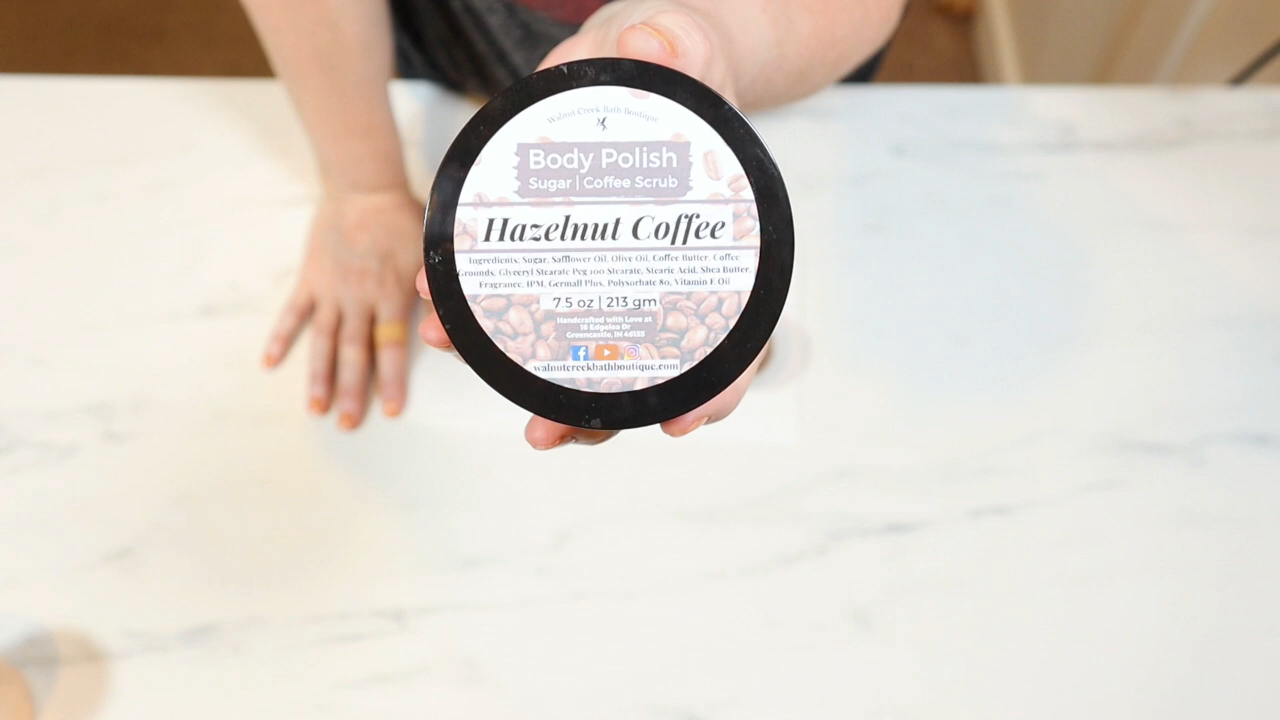 Walnut Creek Bath Boutique
Body Polish
Sugar | Coffee Scrub
Hazelnut Coffee
Ingredients: Sugar, Safflower Oil, Olive Oil, Coffee Butter, Coffee
Grounds, Glyceryl Stearate Peg 100 Stearate, Stearic Acid, Shea Butter,
Fragrance, IPM, Germall Plus, Polysorbate 80, Vitamin E Oil
7.5 oz | 213 gm
Handcrafted with Love at
16 Edgelea Dr
Greencastle, IN 46135
walnutcreekbathboutique.com